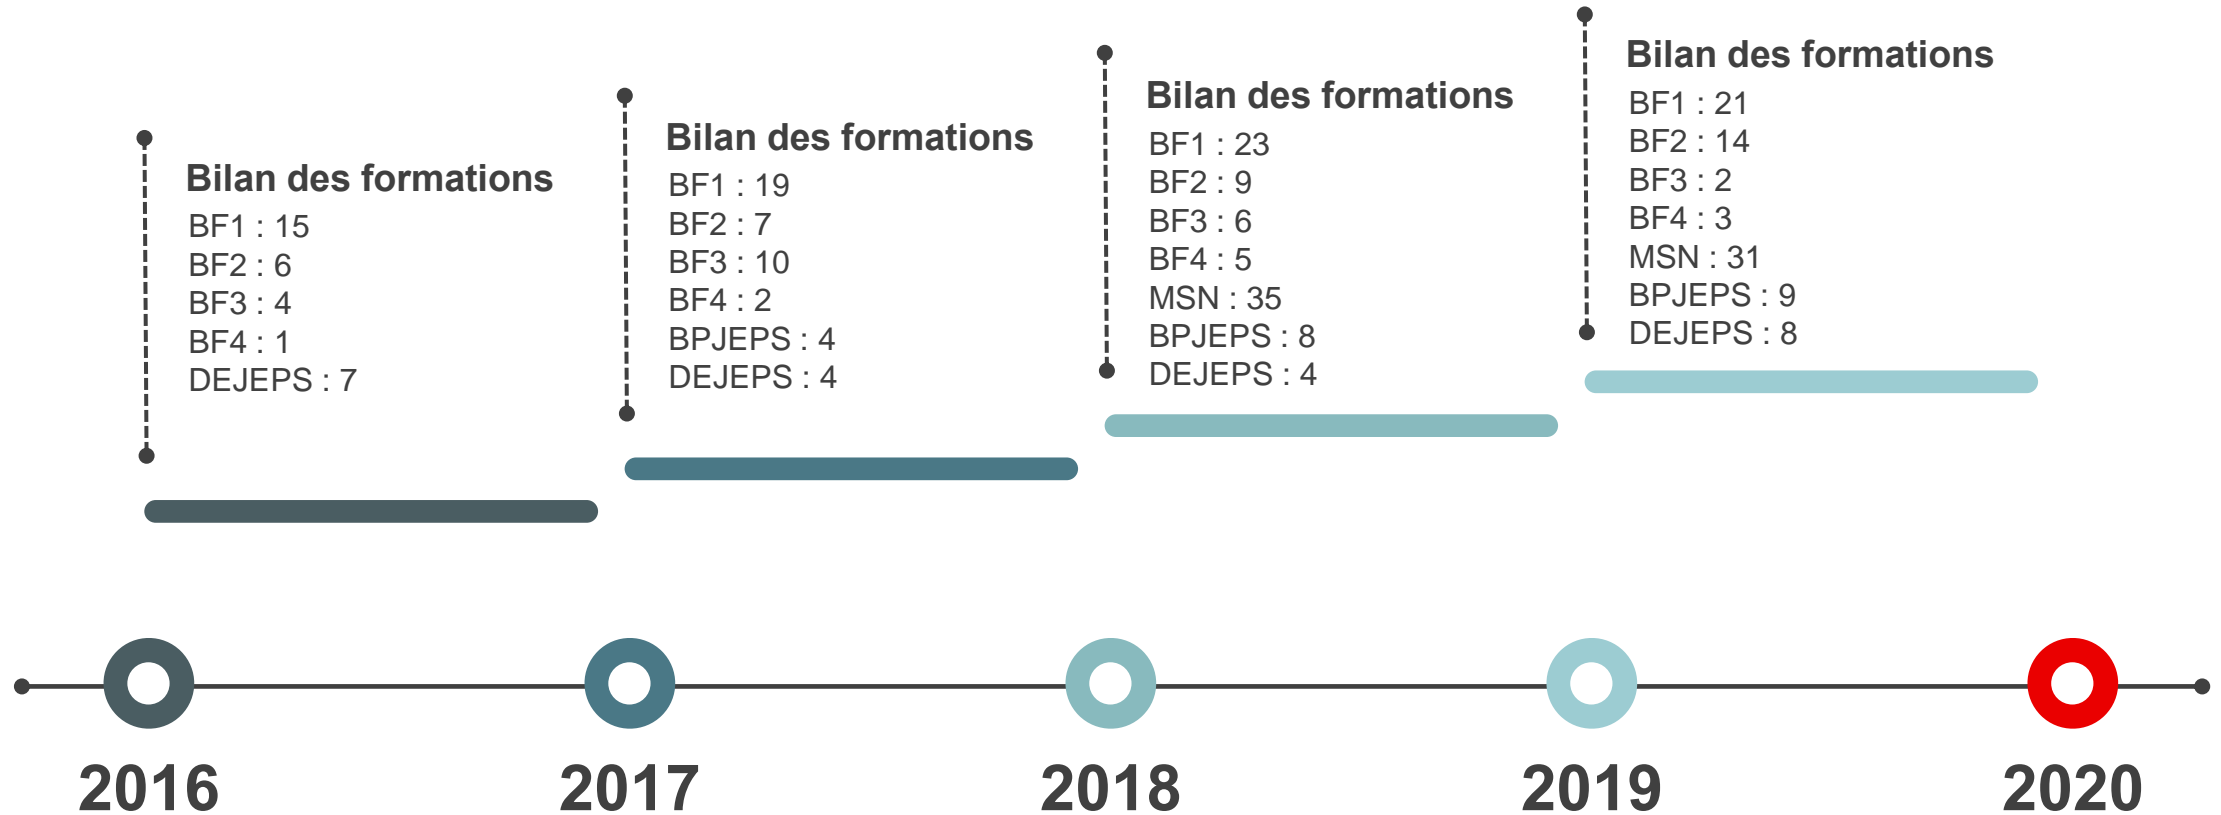 Bilan des formations
BF1 : 15
BF2 : 6
BF3 : 4
BF4 : 1
DEJEPS : 7
Bilan des formations
BF1 : 19
BF2 : 7
BF3 : 10
BF4 : 2
BPJEPS : 4
DEJEPS : 4
Bilan des formations
BF1 : 23
BF2 : 9
BF3 : 6
BF4 : 5
MSN : 35
BPJEPS : 8
DEJEPS : 4
Bilan des formations
BF1 : 21
BF2 : 14
BF3 : 2
BF4 : 3
MSN : 31
BPJEPS : 9
DEJEPS : 8
2016
2017
2018
2019
2020